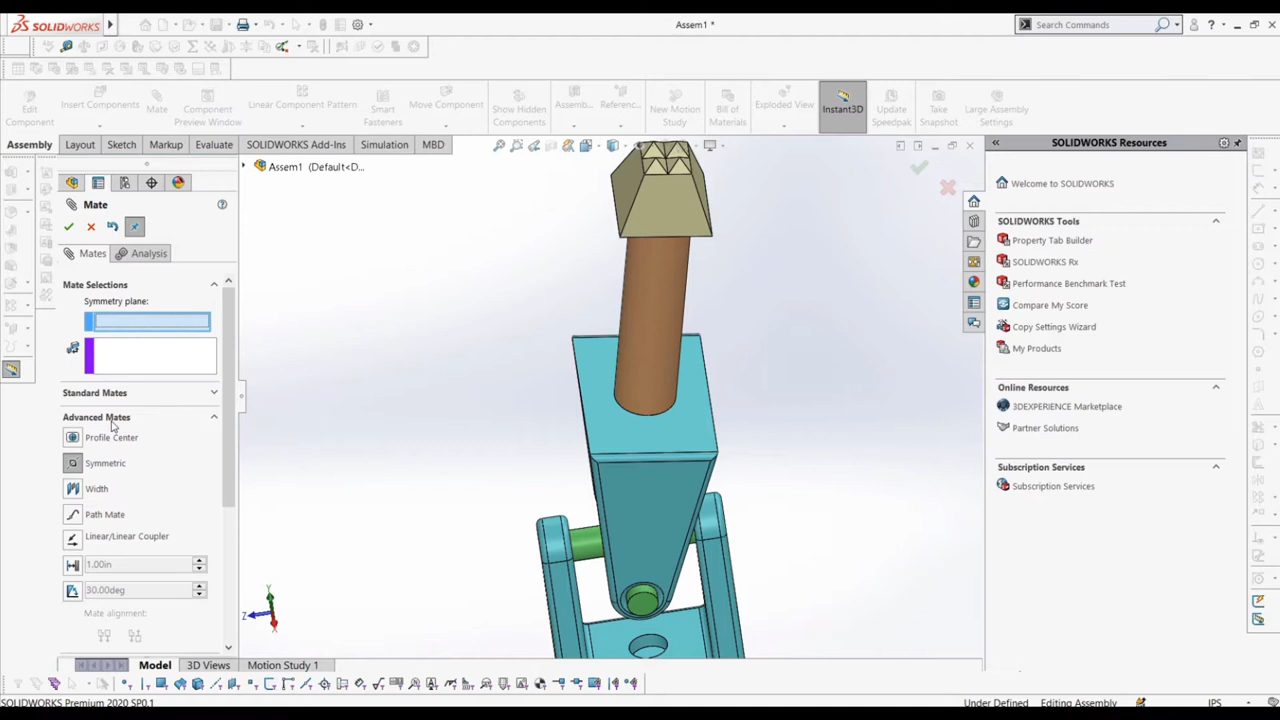 SOLIDWORKS
Assem1 *
Search Commands
Edit Component
Insert Components
Mate
Component Preview Window
Linear Component Pattern
Smart Fasteners
Move Component
Show Hidden Components
Assemb...
Referenc...
New Motion Study
Bill of Materials
Exploded View
Instant3D
Update Speedpak
Take Snapshot
Large Assembly Settings
Assembly
Layout
Sketch
Markup
Evaluate
SOLIDWORKS Add-Ins
Simulation
MBD
Assem1 (Default<D...
Mate
Mates
Analysis
Mate Selections
Symmetry plane:
Standard Mates
Advanced Mates
Profile Center
Symmetric
Width
Path Mate
Linear/Linear Coupler
1.00in
30.00deg
Mate alignment:
Y
Z
SOLIDWORKS Resources
Welcome to SOLIDWORKS
SOLIDWORKS Tools
Property Tab Builder
SOLIDWORKS Rx
Performance Benchmark Test
Compare My Score
Copy Settings Wizard
My Products
Online Resources
3DEXPERIENCE Marketplace
Partner Solutions
Subscription Services
Subscription Services
Model
3D Views
Motion Study 1
SOLIDWORKS Premium 2020 SP0.1
Under Defined
Editing Assembly
IPS